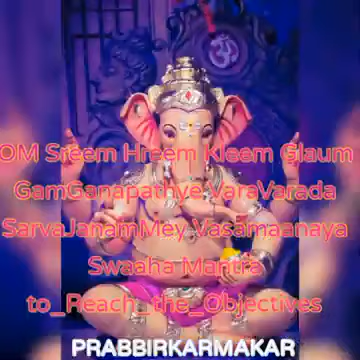 OM Sreem Hreem Kleem Glaum
GamGanapathye VaraVarada
SarvaJanamMey Vasamaanaya
Swaaha Mantra
to_Reach_the_Objectives
PRABBIRKARMAKAR